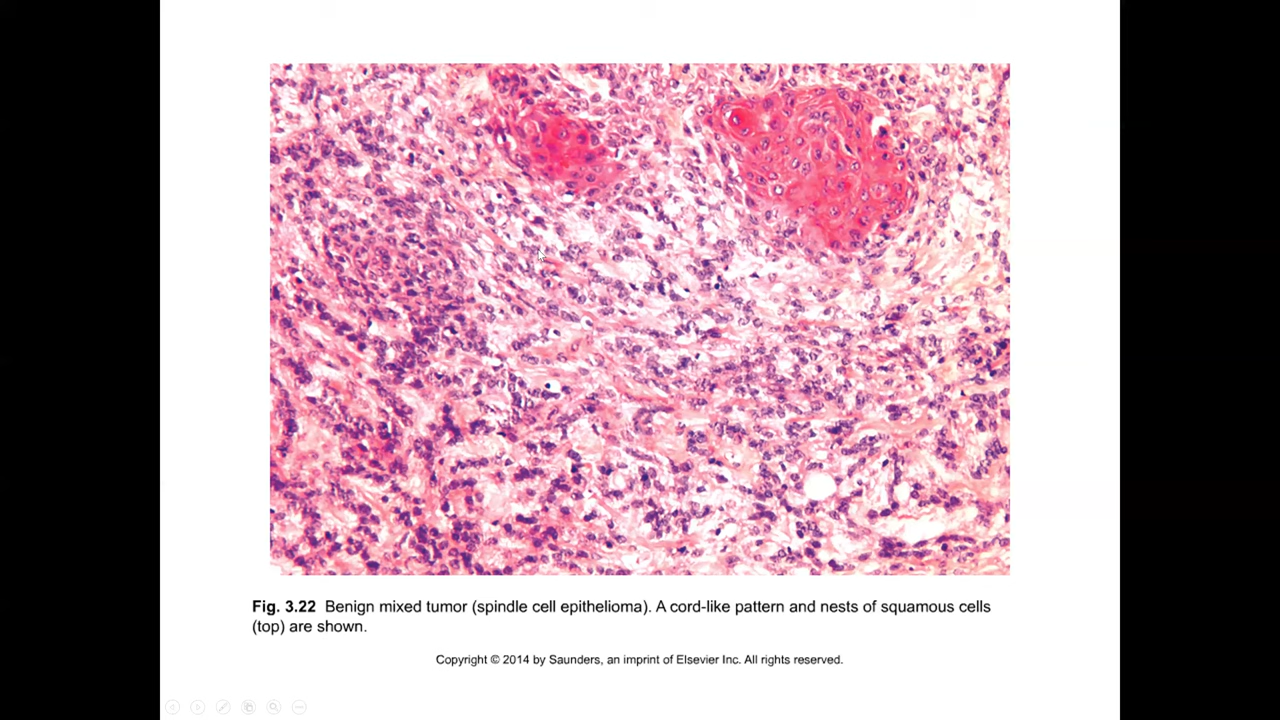 Fig. 3.22 Benign mixed tumor (spindle cell epithelioma). A cord-like pattern and nests of squamous cells
(top) are shown.
Copyright © 2014 by Saunders, an imprint of Elsevier Inc. All rights reserved.